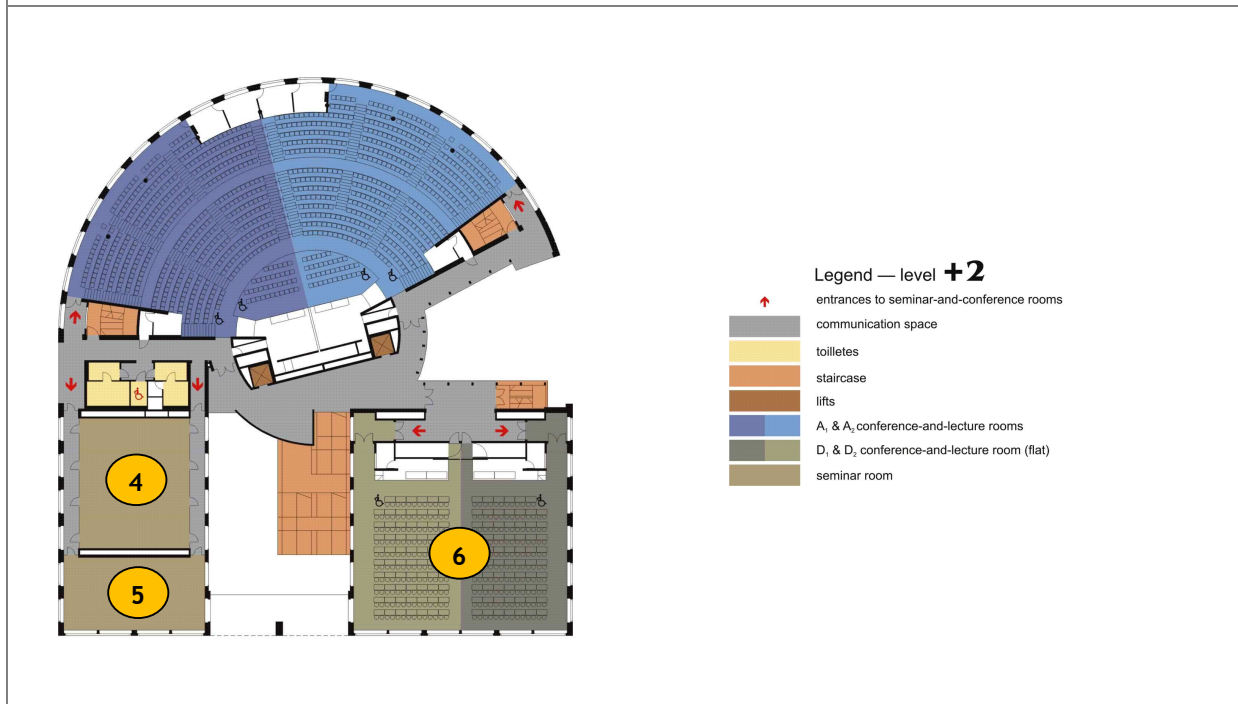 Legend — level +2
entrances to seminar-and-conference rooms
communication space
toilletes
staircase
lifts
A₁ & A₂ conference-and-lecture rooms
D₁ & D₂ conference-and-lecture room (flat)
seminar room
4
5
6